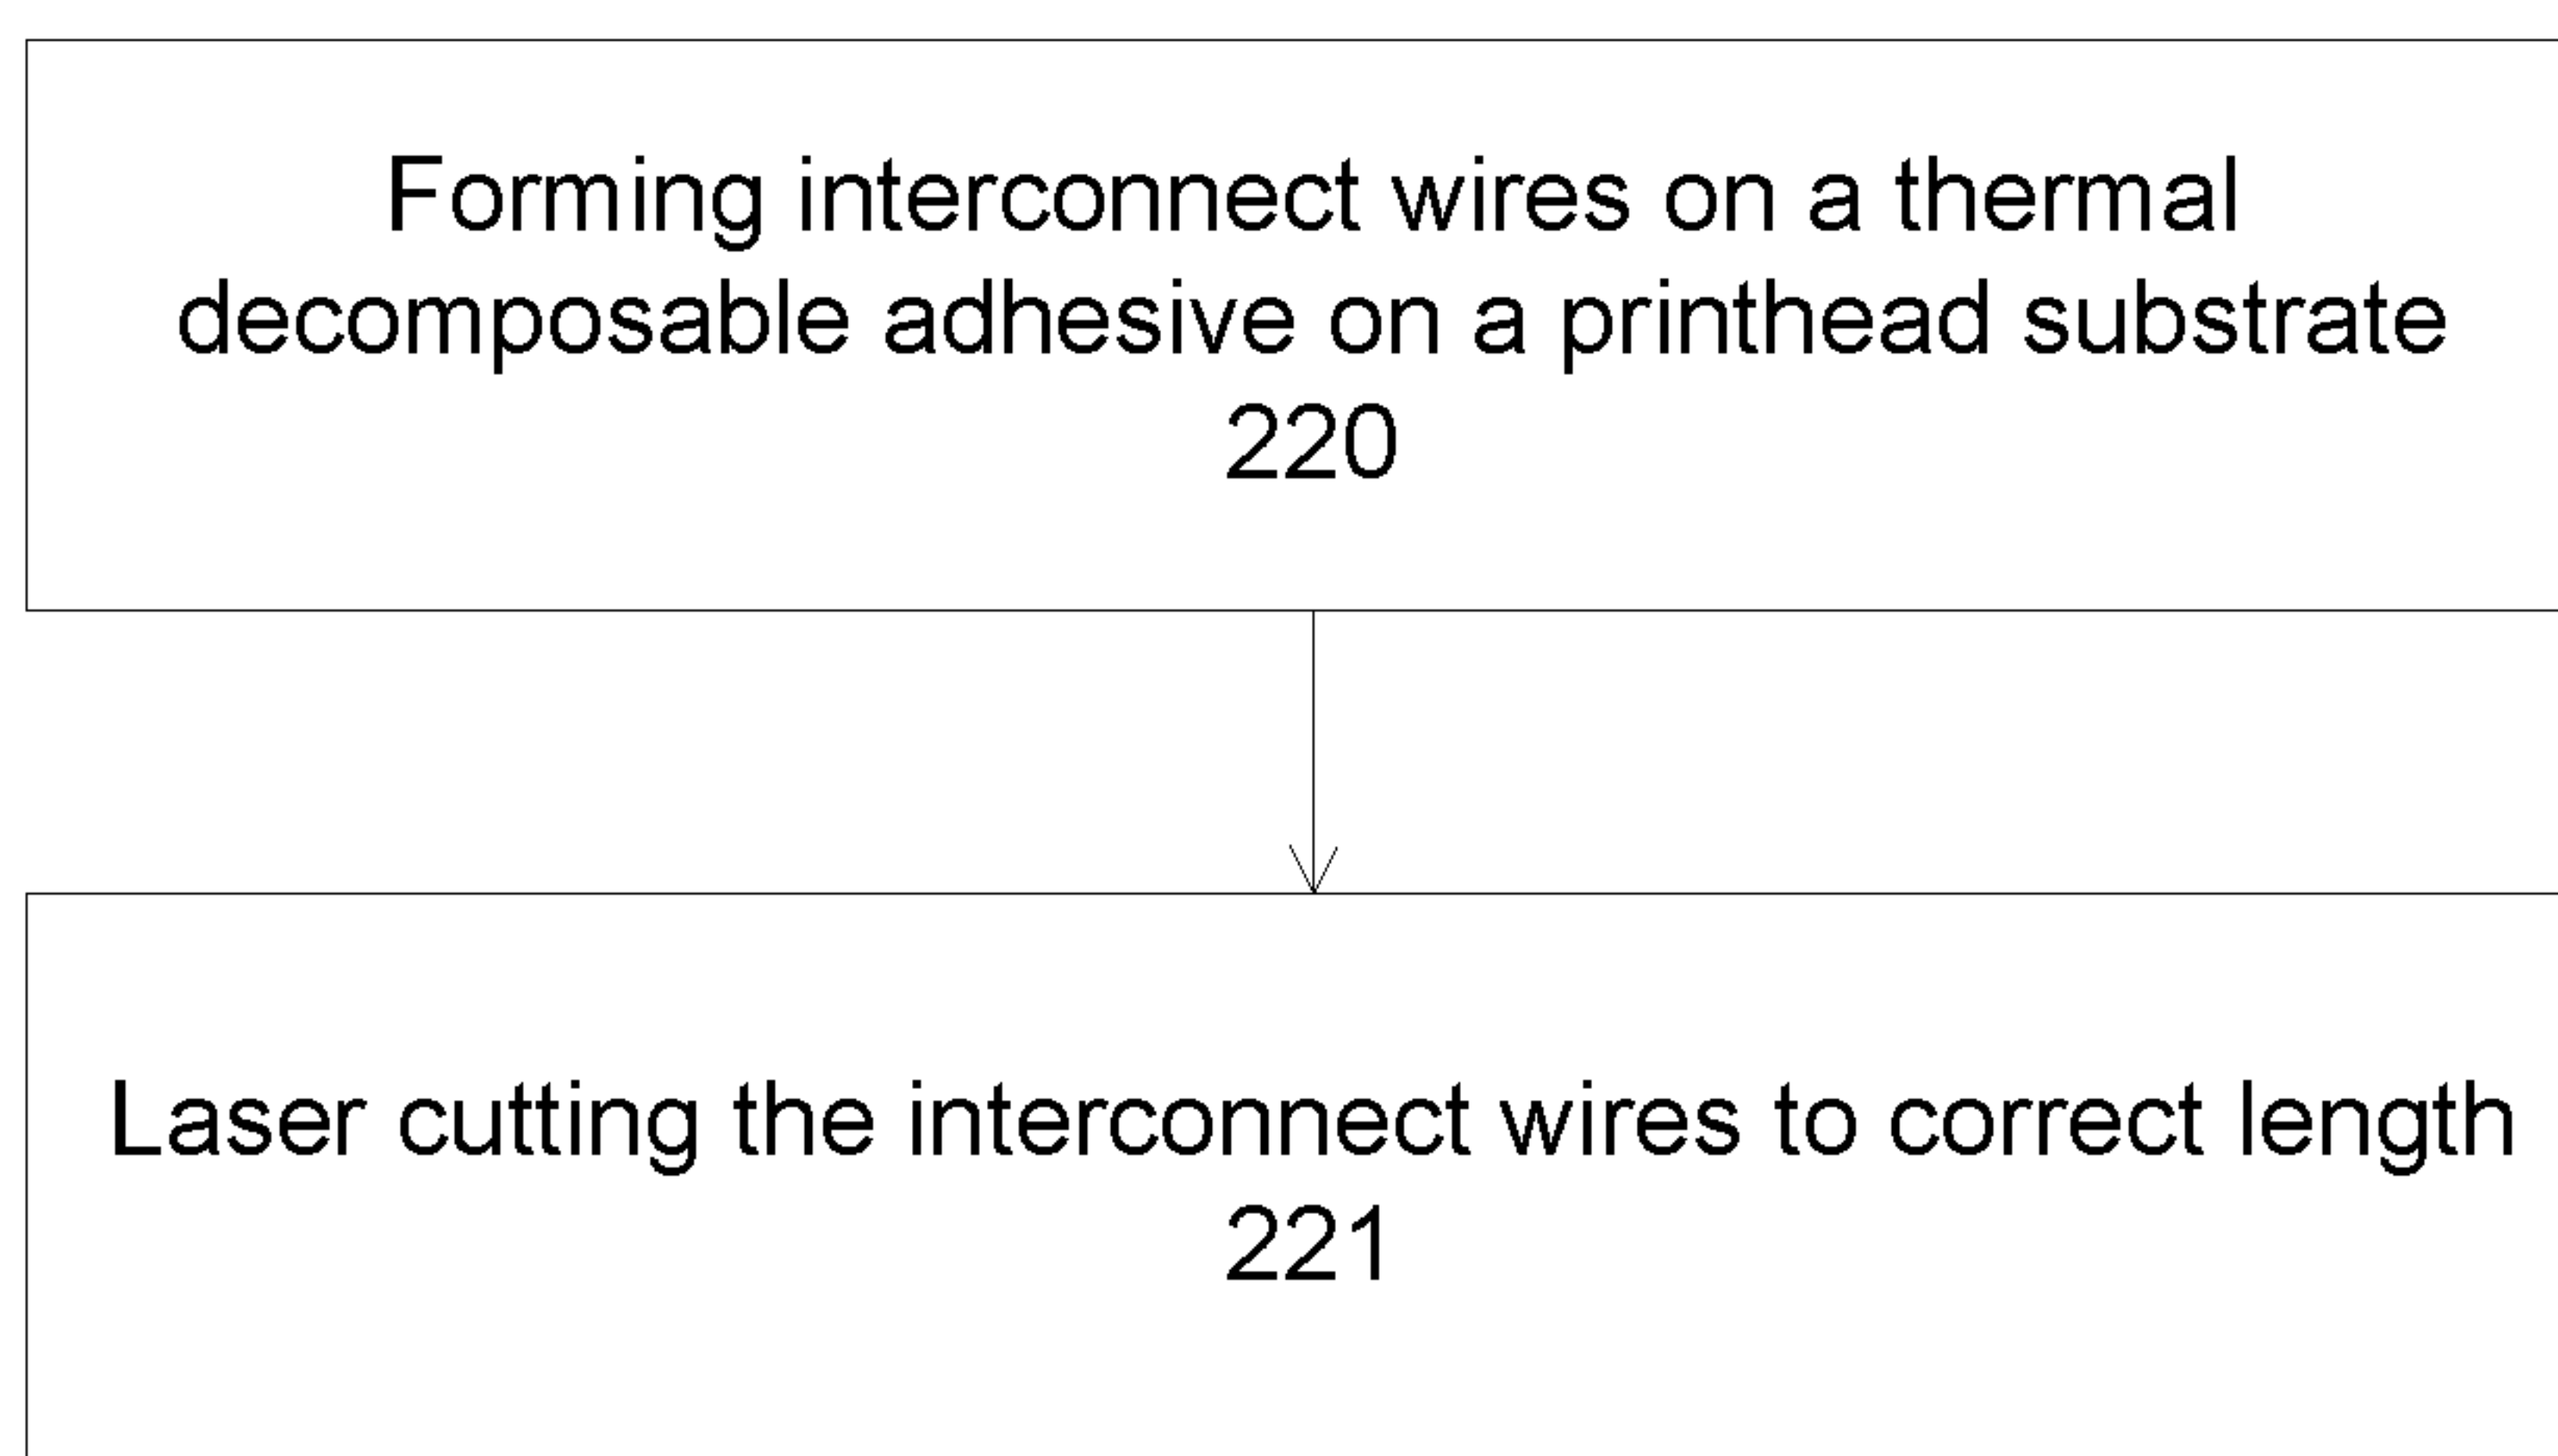 Forming interconnect wires on a thermal
decomposable adhesive on a printhead substrate
220
Laser cutting the interconnect wires to correct length
221